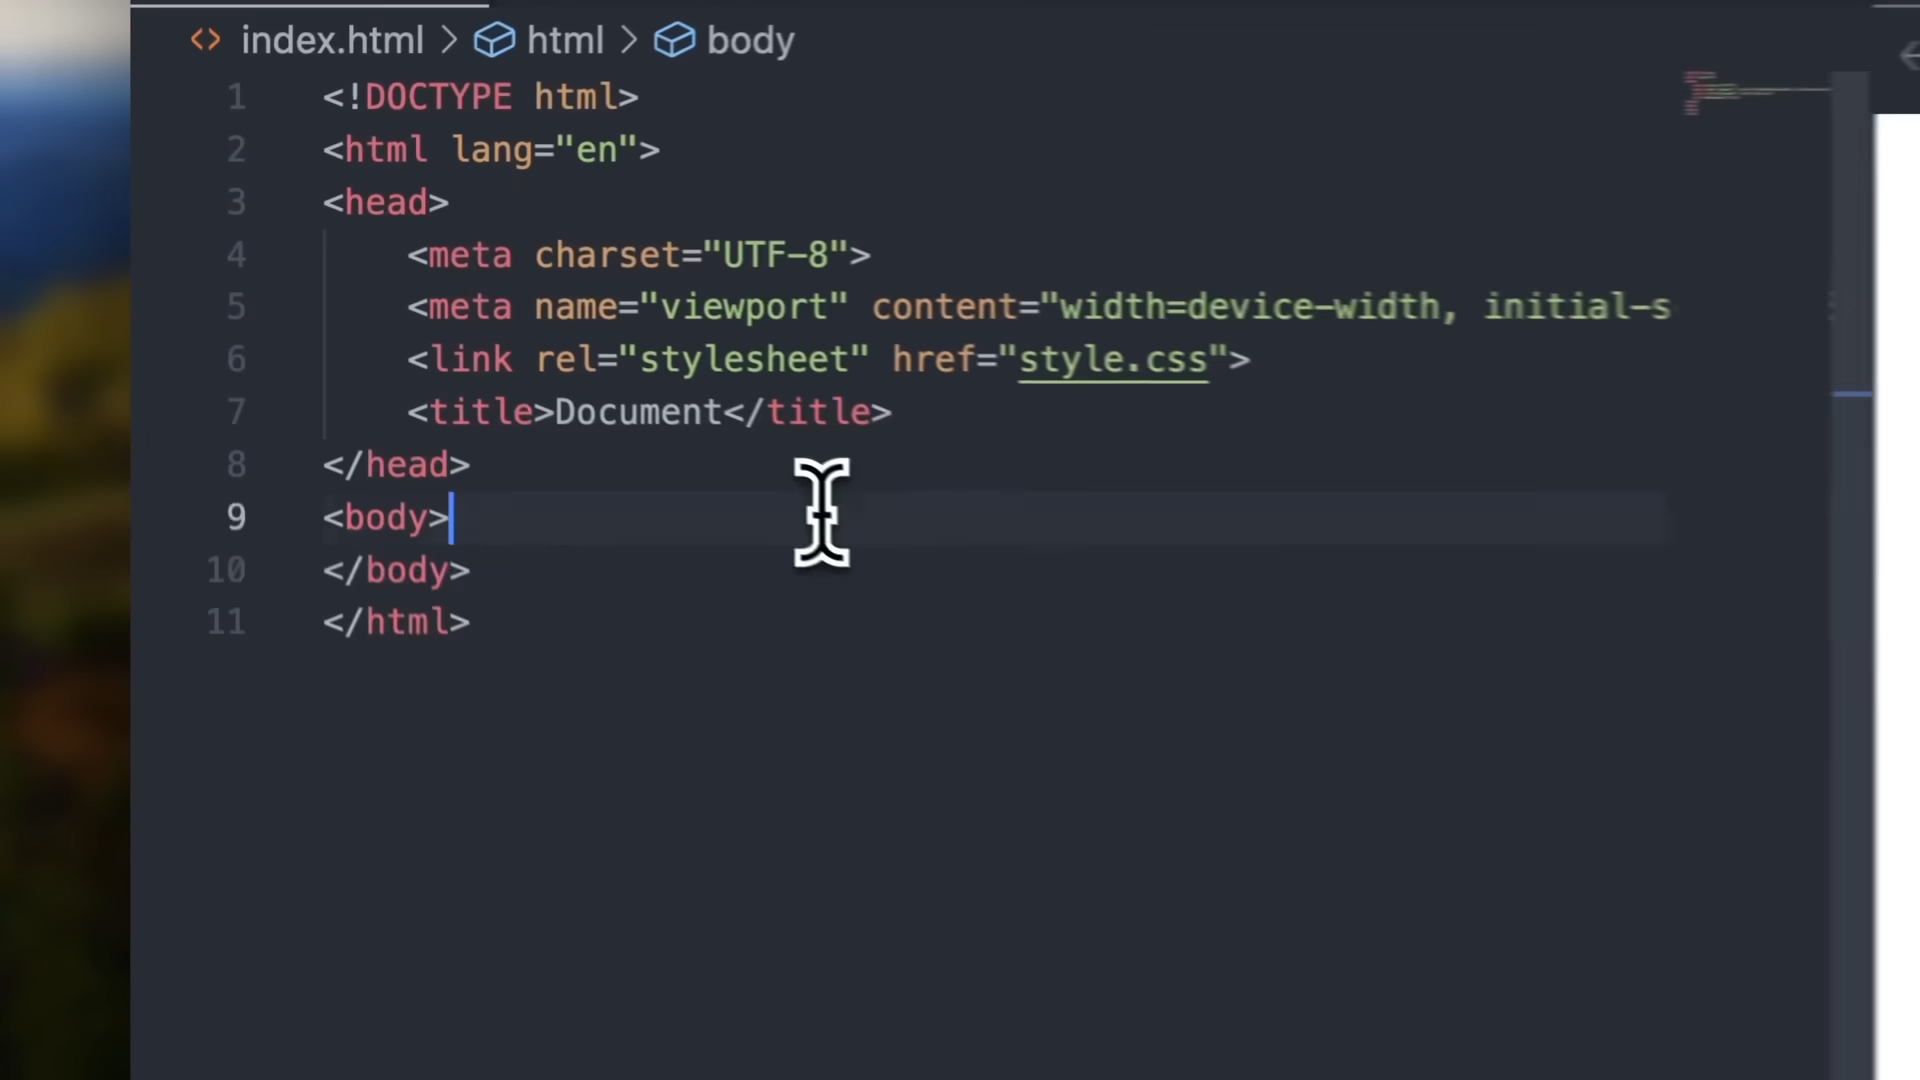 index.html > html > body
1 <!DOCTYPE html>
2 <html lang="en">
3 <head>
4 <meta charset="UTF-8">
5 <meta name="viewport" content="width=device-width, initial-s
6 <link rel="stylesheet" href="style.css">
7 <title>Document</title>
8 </head>
9 <body>
10 </body>
11 </html>